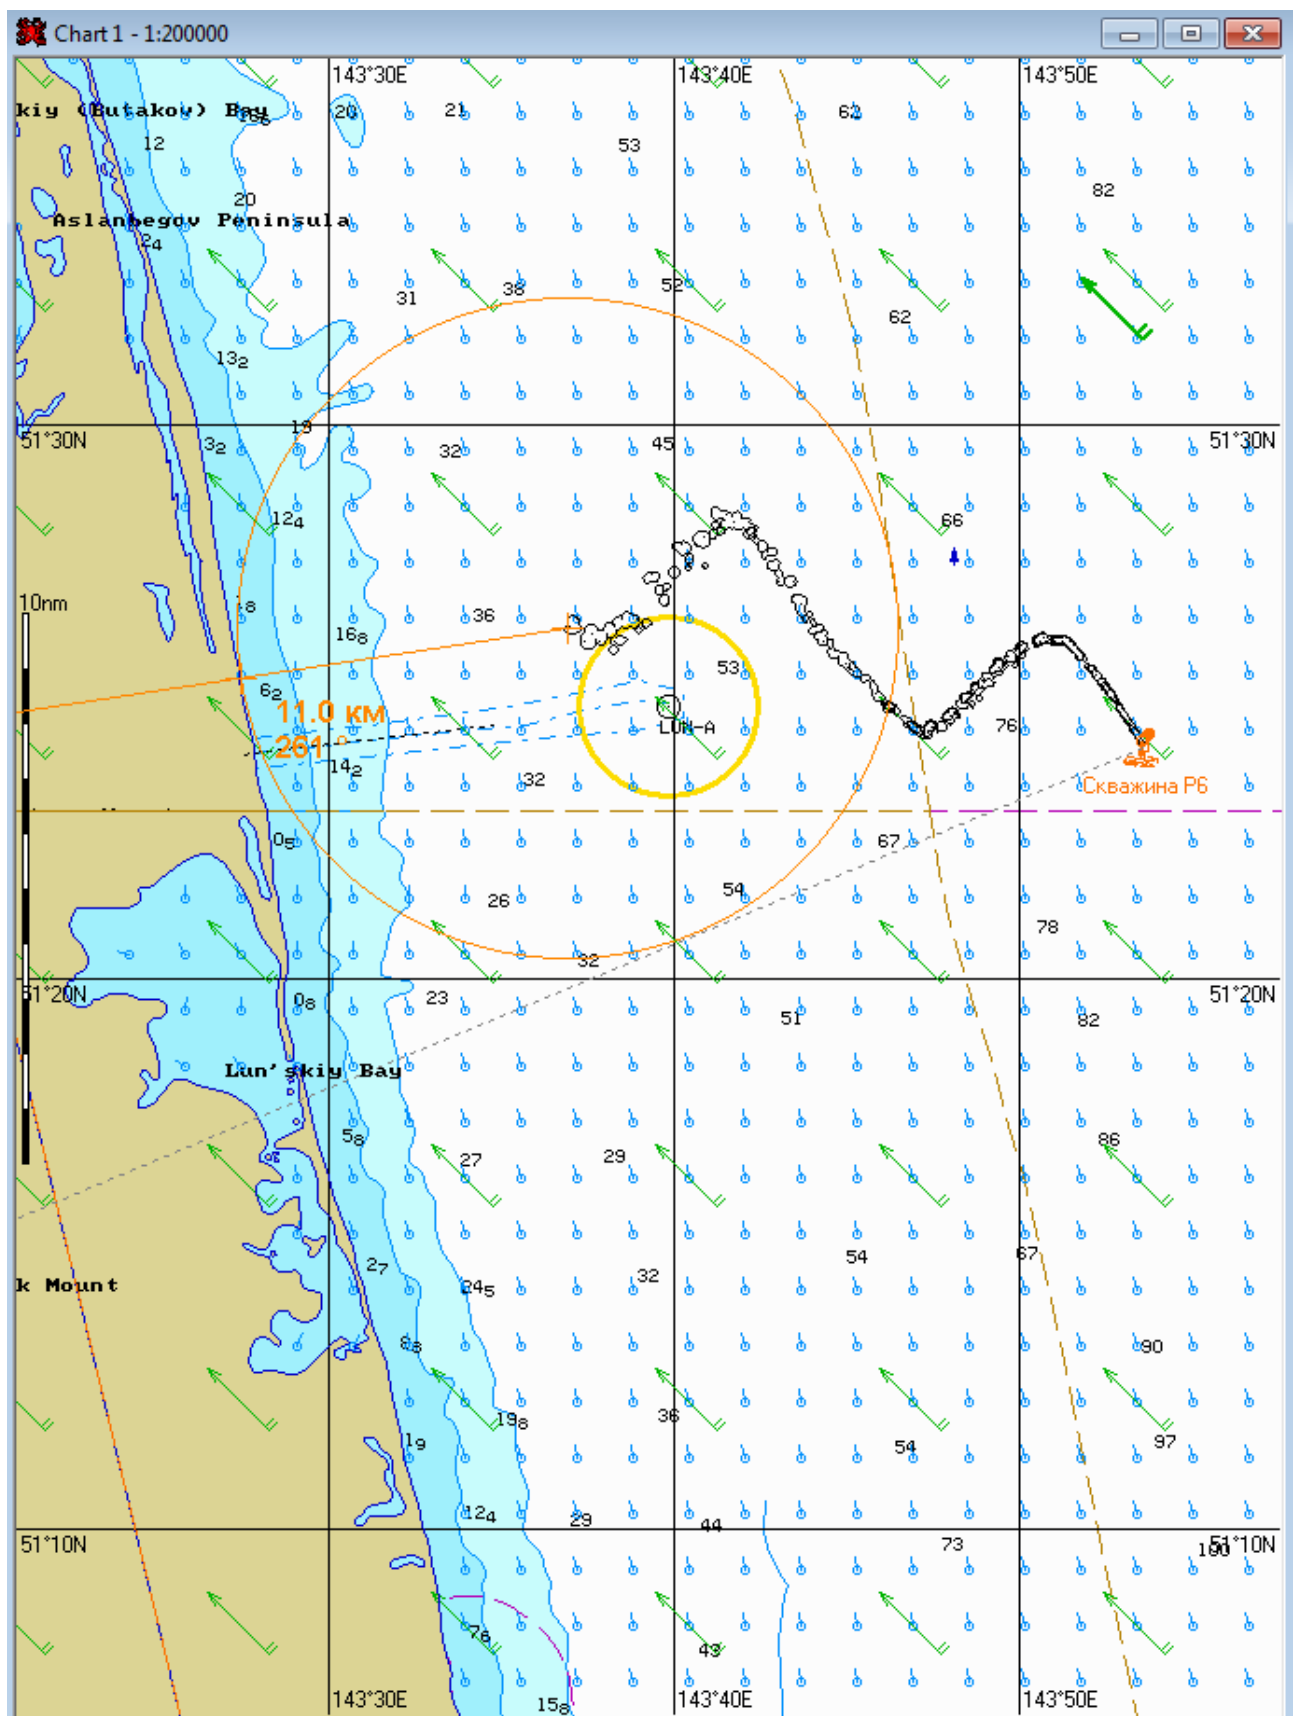 Chart 1 - 1:200000
143°30E 143°40E 143°50E
kiy (Butakov) Bay
20 21 62
12 53
82
20
Aslanbegov Peninsula
2₄
52
38
31
62
13₂
19
51°30N 3₂ 32 45 51°30N
12₄ 66
10nm
18
36
16₈
53
6₂
11.0 км
LUN-A 76
261 °
14₂
32 Скважина P6
0₅ 67
26 54
78
32
51°20N 0₈ 23 51°20N
51 82
Lun'skiy Bay
5₈ 86
27 29
27 54 67
32
k Mount 24₅
8₈ 90
19₈ 36
1₉ 54 97
12₄ 29 44
51°10N 73 100 51°10N
7₆
43
143°30E 143°40E 143°50E
15₈